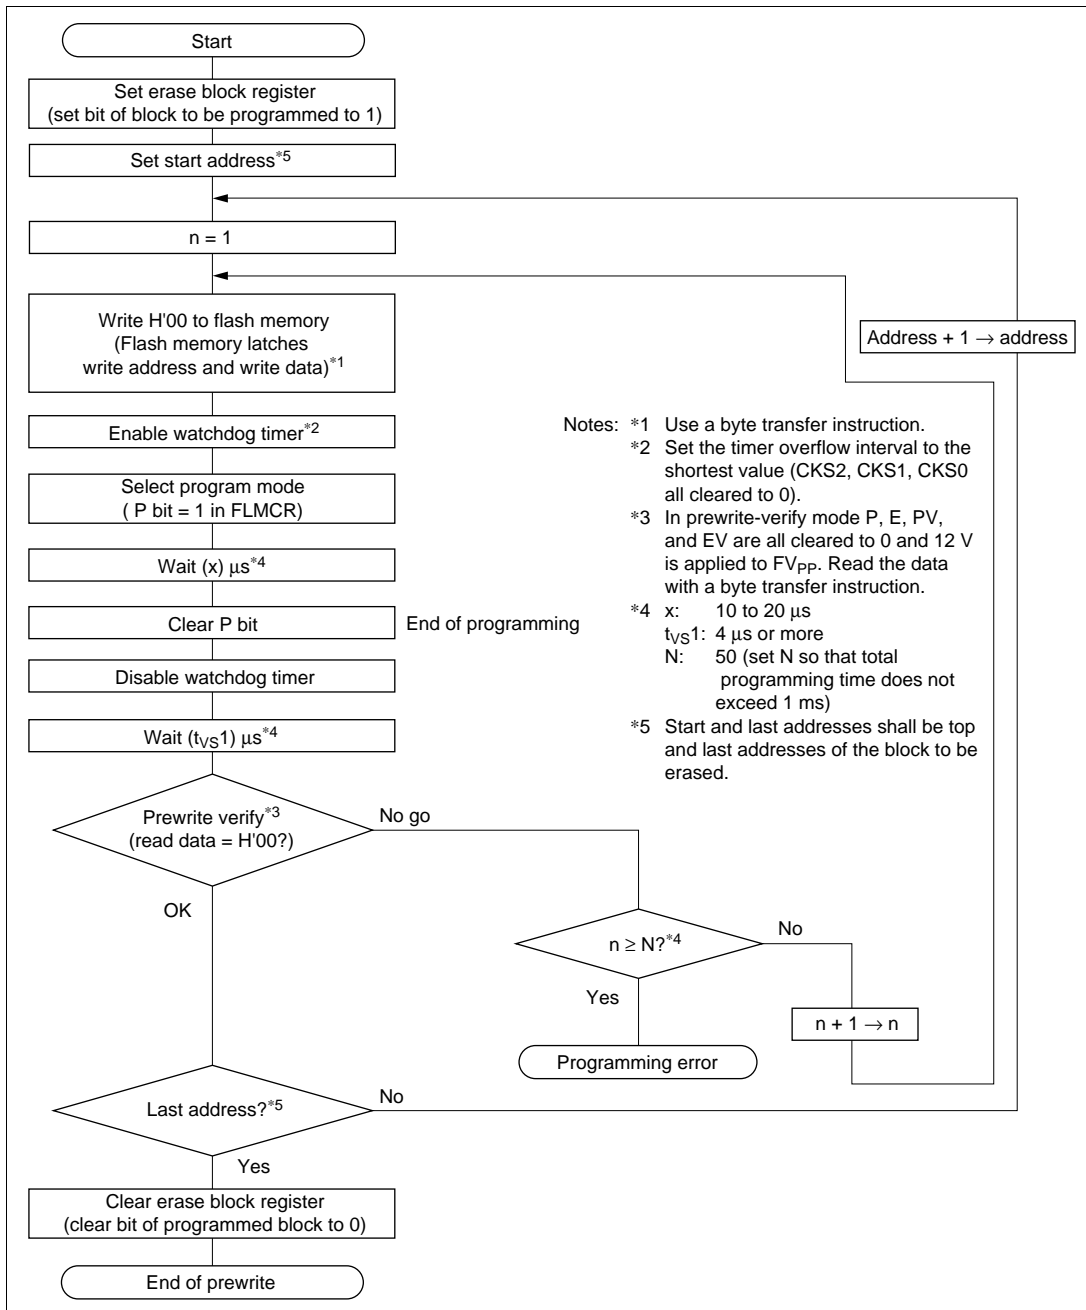 Start
Set erase block register
(set bit of block to be programmed to 1)
Set start address*5
n = 1
Write H'00 to flash memory
(Flash memory latches
write address and write data)*1
Address + 1 → address
Enable watchdog timer*2
Select program mode
( P bit = 1 in FLMCR)
Wait (x) μs*4
Clear P bit
End of programming
Disable watchdog timer
Wait (tVS1) μs*4
Notes: *1 Use a byte transfer instruction.
*2 Set the timer overflow interval to the
shortest value (CKS2, CKS1, CKS0
all cleared to 0).
*3 In prewrite-verify mode P, E, PV,
and EV are all cleared to 0 and 12 V
is applied to FVPP. Read the data
with a byte transfer instruction.
*4 x: 10 to 20 μs
tVS1: 4 μs or more
N: 50 (set N so that total
programming time does not
exceed 1 ms)
*5 Start and last addresses shall be top
and last addresses of the block to be
erased.
Prewrite verify*3
(read data = H'00?)
No go
OK
n ≥ N?*4
No
Yes
n + 1 → n
Programming error
Last address?*5
No
Yes
Clear erase block register
(clear bit of programmed block to 0)
End of prewrite